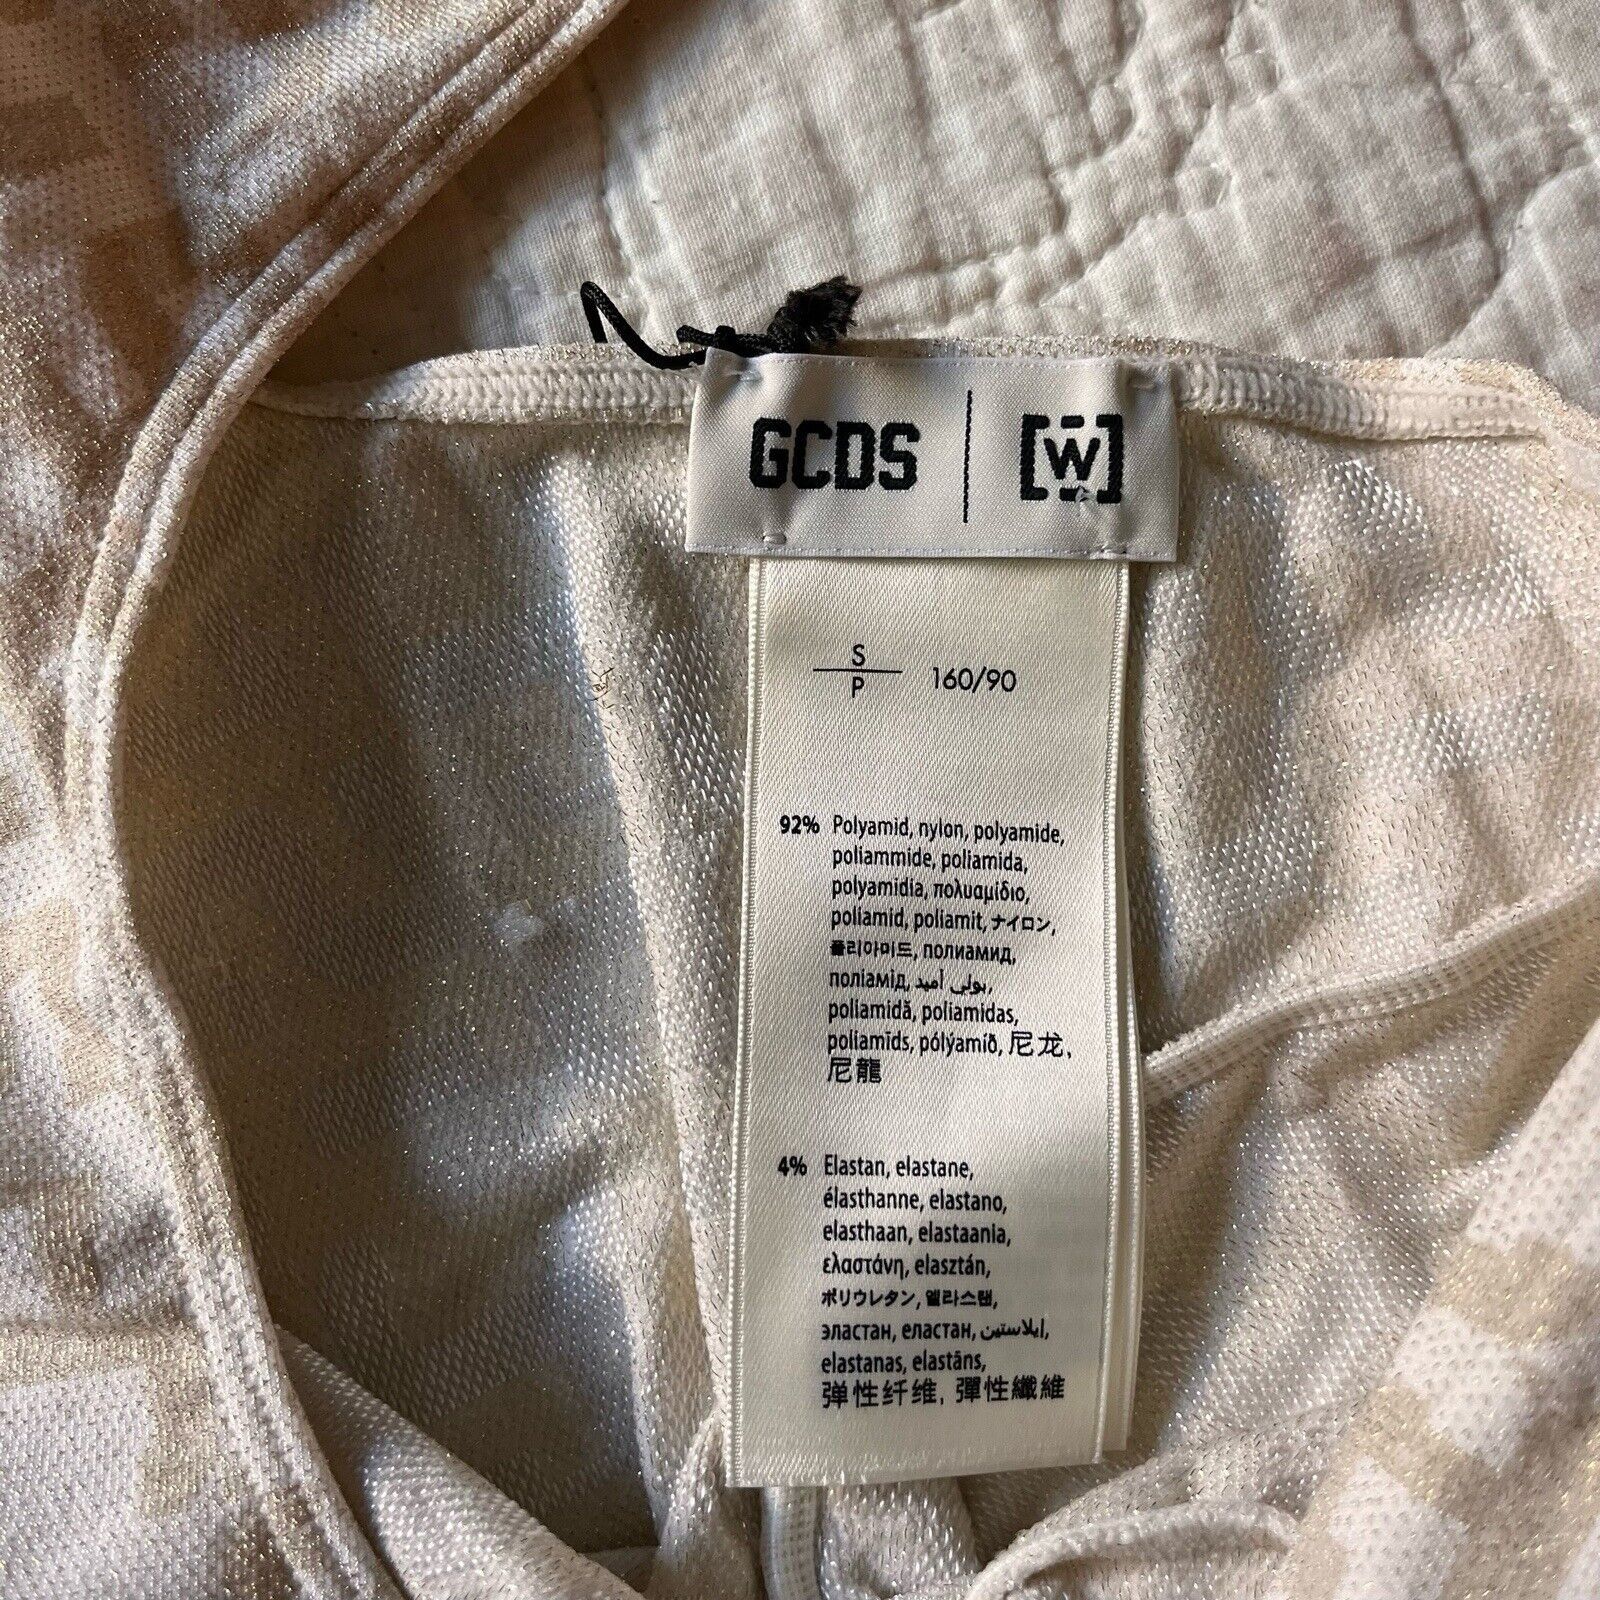 GCDS | [W]
S
P
160/90
92% Polyamid, nylon, polyamide,
poliammide, poliamida,
polyamidia, πολυαμίδιο,
poliamid, poliamit, ナイロン,
폴리아미드, полиамид,
поліамід, بولي أميد,
poliamidă, poliamidas,
poliamīds, pólýamíð, 尼龙,
尼龍
4% Elastan, elastane,
élasthanne, elastano,
elasthaan, elastaania,
ελαστάνη, elasztán,
ポリウレタン, 엘라스탠,
эластан, еластан, إيلاستين,
elastanas, elastāns,
弹性纤维, 彈性纖維